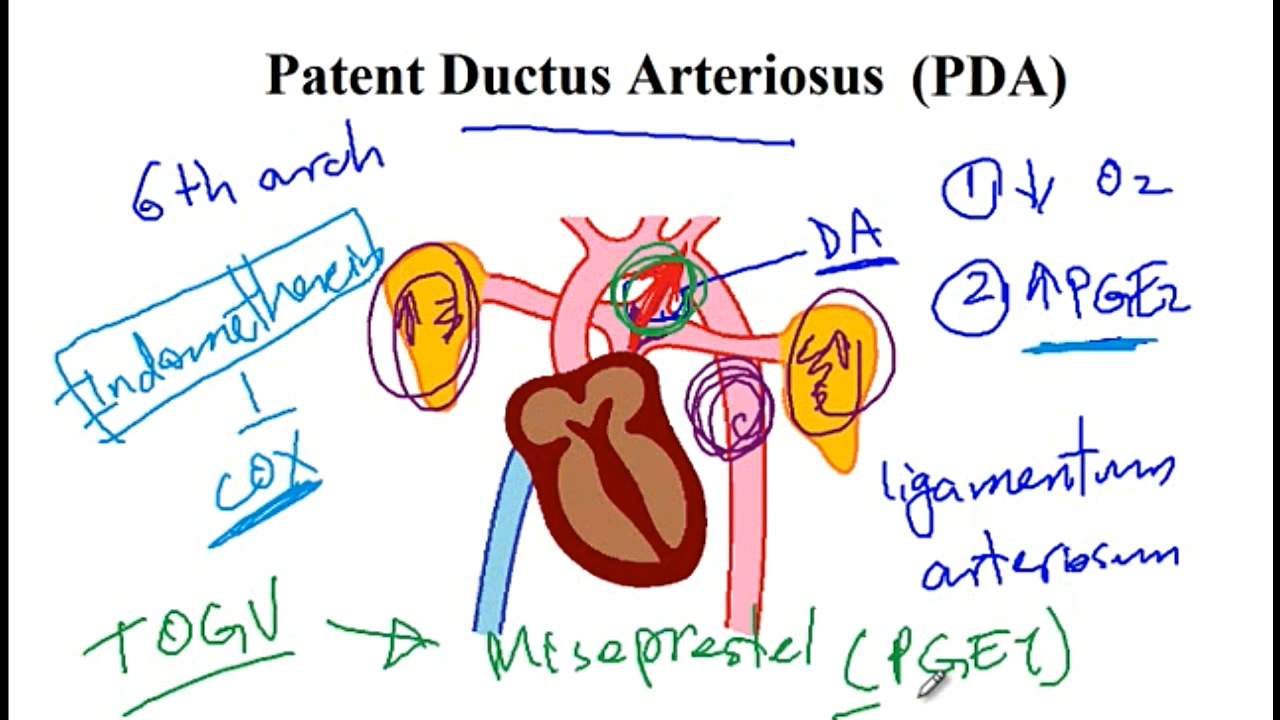 Patent Ductus Arteriosus (PDA)
6th arch
① ↓ O2
DA
② ↑PGE2
Indomethacin
COX
ligamentum
arteriosum
TOGV → Misoprostol (PGE1)